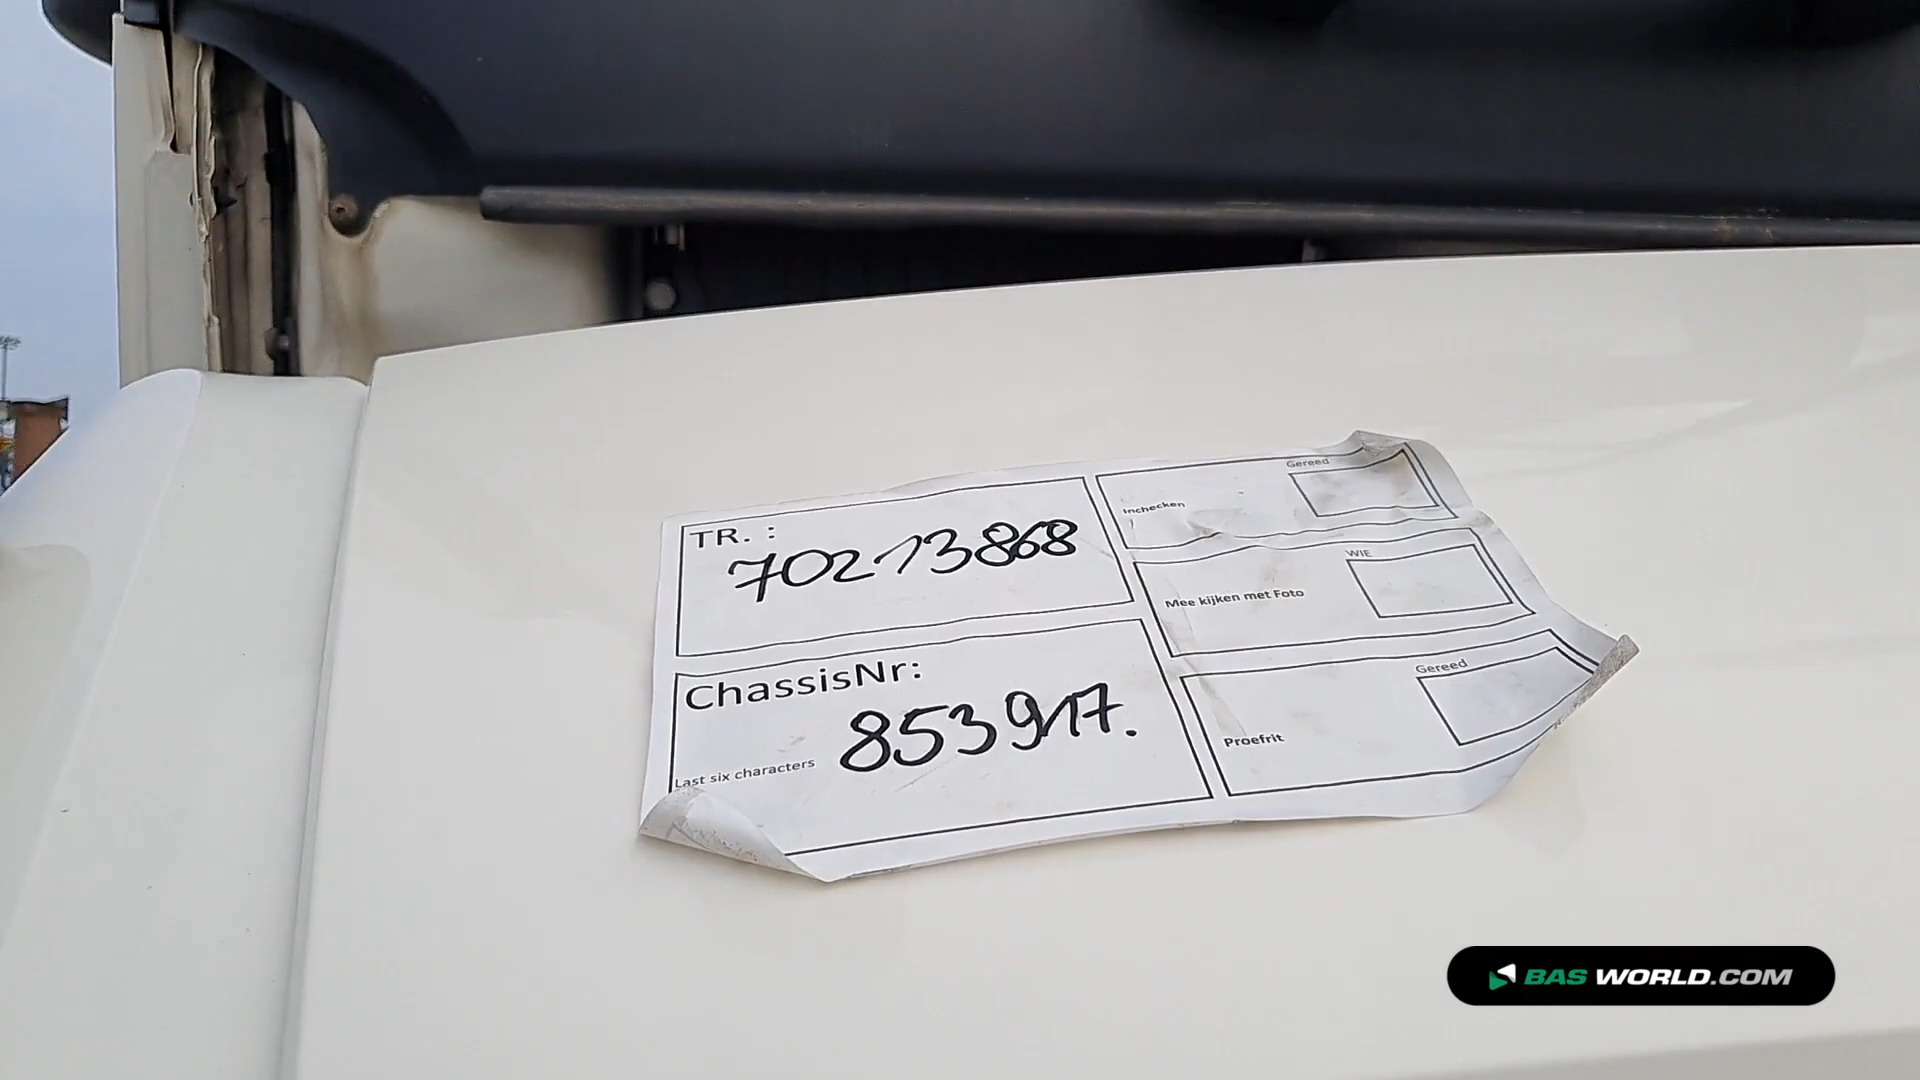 TR. :
70213868
ChassisNr:
853917.
Last six characters
Gereed
Inchecken
WIE
Mee kijken met Foto
Gereed
Proefrit
BAS WORLD.COM